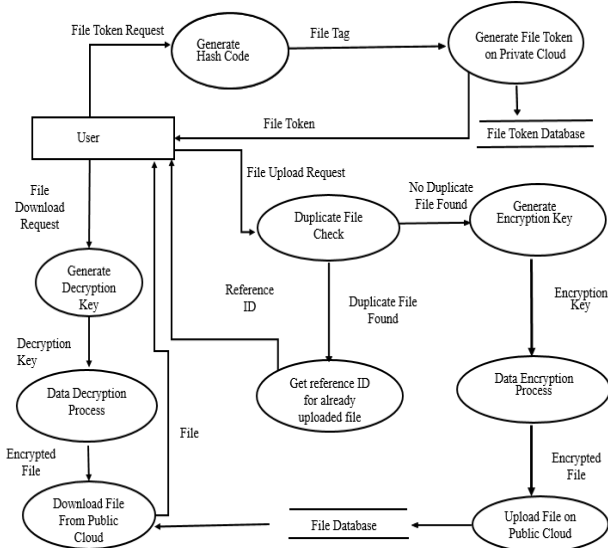 File Token Request
Generate
Hash Code
File Tag
Generate File Token
on Private Cloud
File Token
File Token Database
User
File Upload Request
File
Download
Request
No Duplicate
File Found
Generate
Encryption Key
Duplicate File
Check
Generate
Decryption
Key
Reference
ID
Duplicate File
Found
Encryption
Key
Decryption
Key
Get reference ID
for already
uploaded file
Data Encryption
Process
Data Decryption
Process
File
Encrypted
File
Encrypted
File
Download File
From Public
Cloud
File Database
Upload File on
Public Cloud